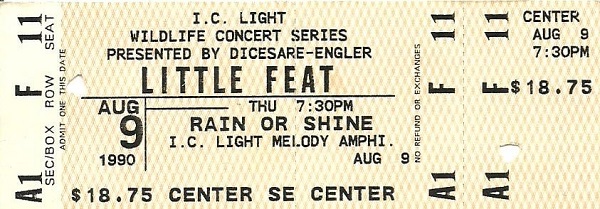 SEAT 11
ROW F
SEC/BOX A1
ADMIT ONE THIS DATE
I.C. LIGHT
WILDLIFE CONCERT SERIES
PRESENTED BY DICESARE-ENGLER
LITTLE FEAT
AUG 9 1990
THU 7:30PM
RAIN OR SHINE
I.C. LIGHT MELODY AMPHI.
AUG 9
$18.75 CENTER SE CENTER
NO REFUND OR EXCHANGES
11
F
A1
11
F
A1
CENTER
AUG 9
7:30PM
$18.75